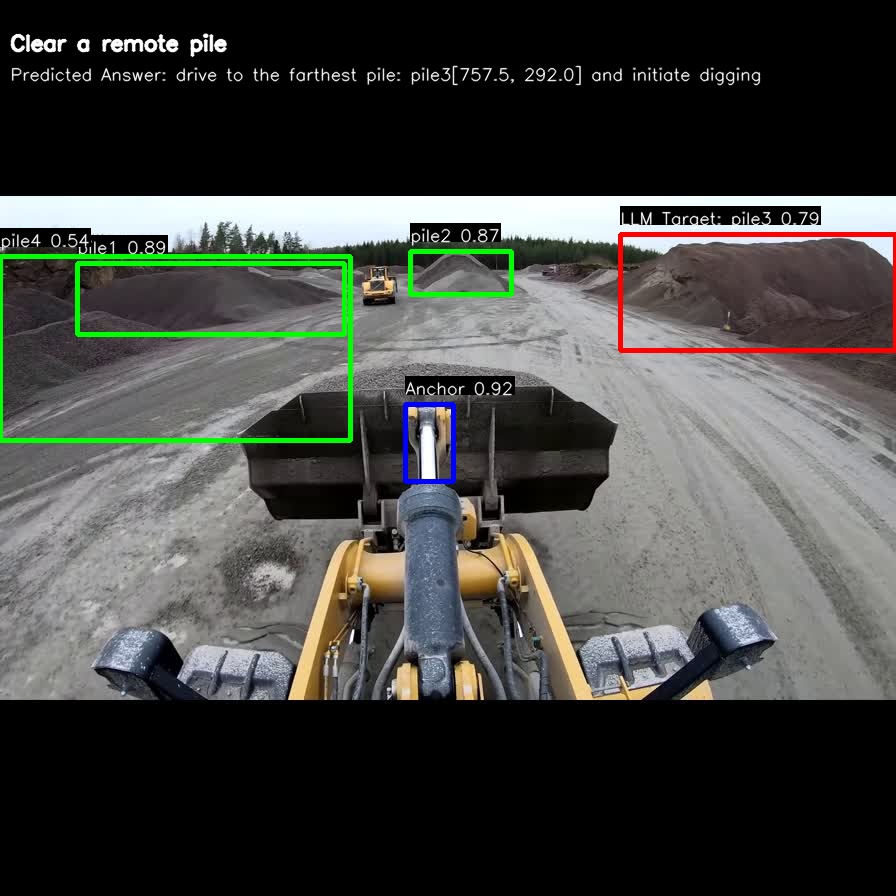 Clear a remote pile
Predicted Answer: drive to the farthest pile: pile3[757.5, 292.0] and initiate digging
LLM Target: pile3 0.79
pile2 0.87
pile4 0.54
pile1 0.89
Anchor 0.92